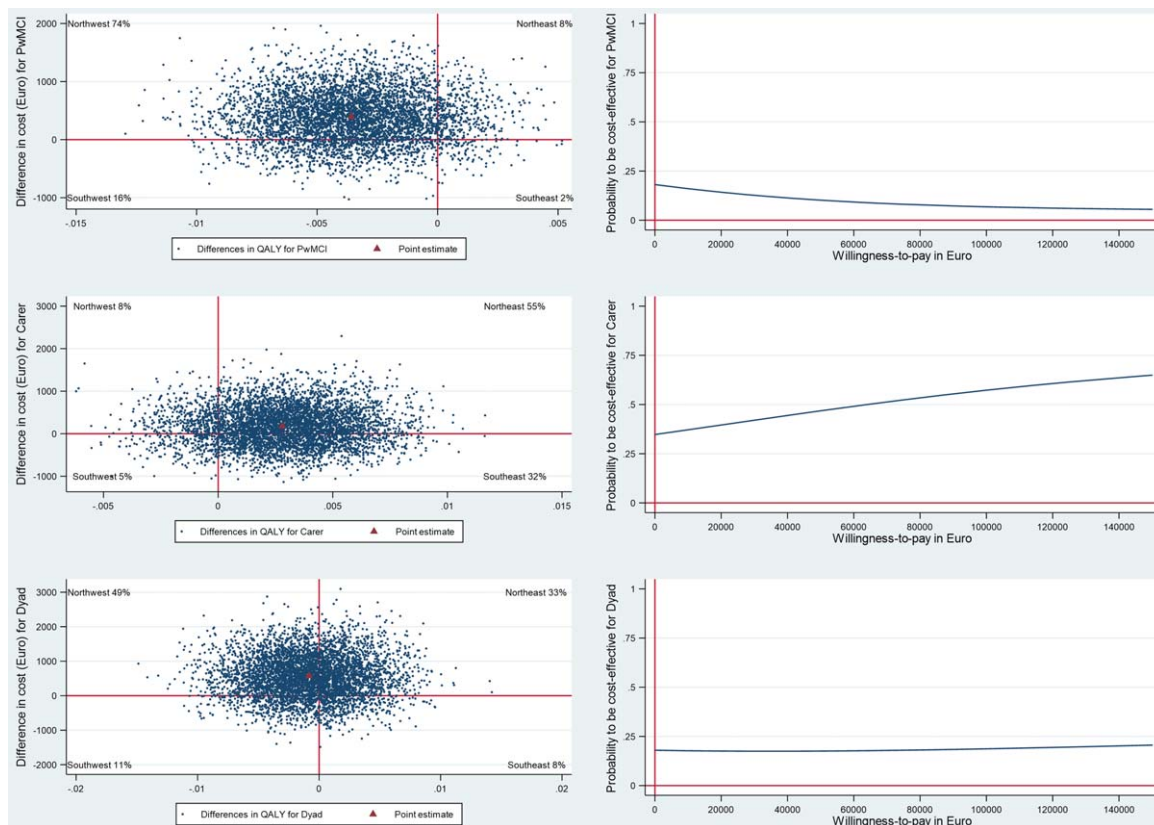 Difference in cost (Euro) for PwMCI
2000
1000
0
-1000
Northwest 74%
Northeast 8%
Southwest 16%
Southeast 2%
-.015
-.01
-.005
0
.005
Differences in QALY for PwMCI
Point estimate
Probability to be cost-effective for PwMCI
1
.75
.5
.25
0
0
20000
40000
60000
80000
100000
120000
140000
Willingness-to-pay in Euro
Difference in cost (Euro) for Carer
3000
2000
1000
0
-1000
Northwest 8%
Northeast 55%
Southwest 5%
Southeast 32%
-.005
0
.005
.01
.015
Differences in QALY for Carer
Point estimate
Probability to be cost-effective for Carer
1
.75
.5
.25
0
0
20000
40000
60000
80000
100000
120000
140000
Willingness-to-pay in Euro
Difference in cost (Euro) for Dyad
3000
2000
1000
0
-1000
-2000
Northwest 49%
Northeast 33%
Southwest 11%
Southeast 8%
-.02
-.01
0
.01
.02
Differences in QALY for Dyad
Point estimate
Probability to be cost-effective for Dyad
1
.75
.5
.25
0
0
20000
40000
60000
80000
100000
120000
140000
Willingness-to-pay in Euro